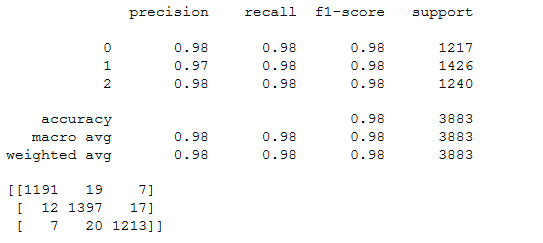 precision recall f1-score support
0 0.98 0.98 0.98 1217
1 0.97 0.98 0.98 1426
2 0.98 0.98 0.98 1240
accuracy 0.98 3883
macro avg 0.98 0.98 0.98 3883
weighted avg 0.98 0.98 0.98 3883
[[1191 19 7]
[ 12 1397 17]
[ 7 20 1213]]